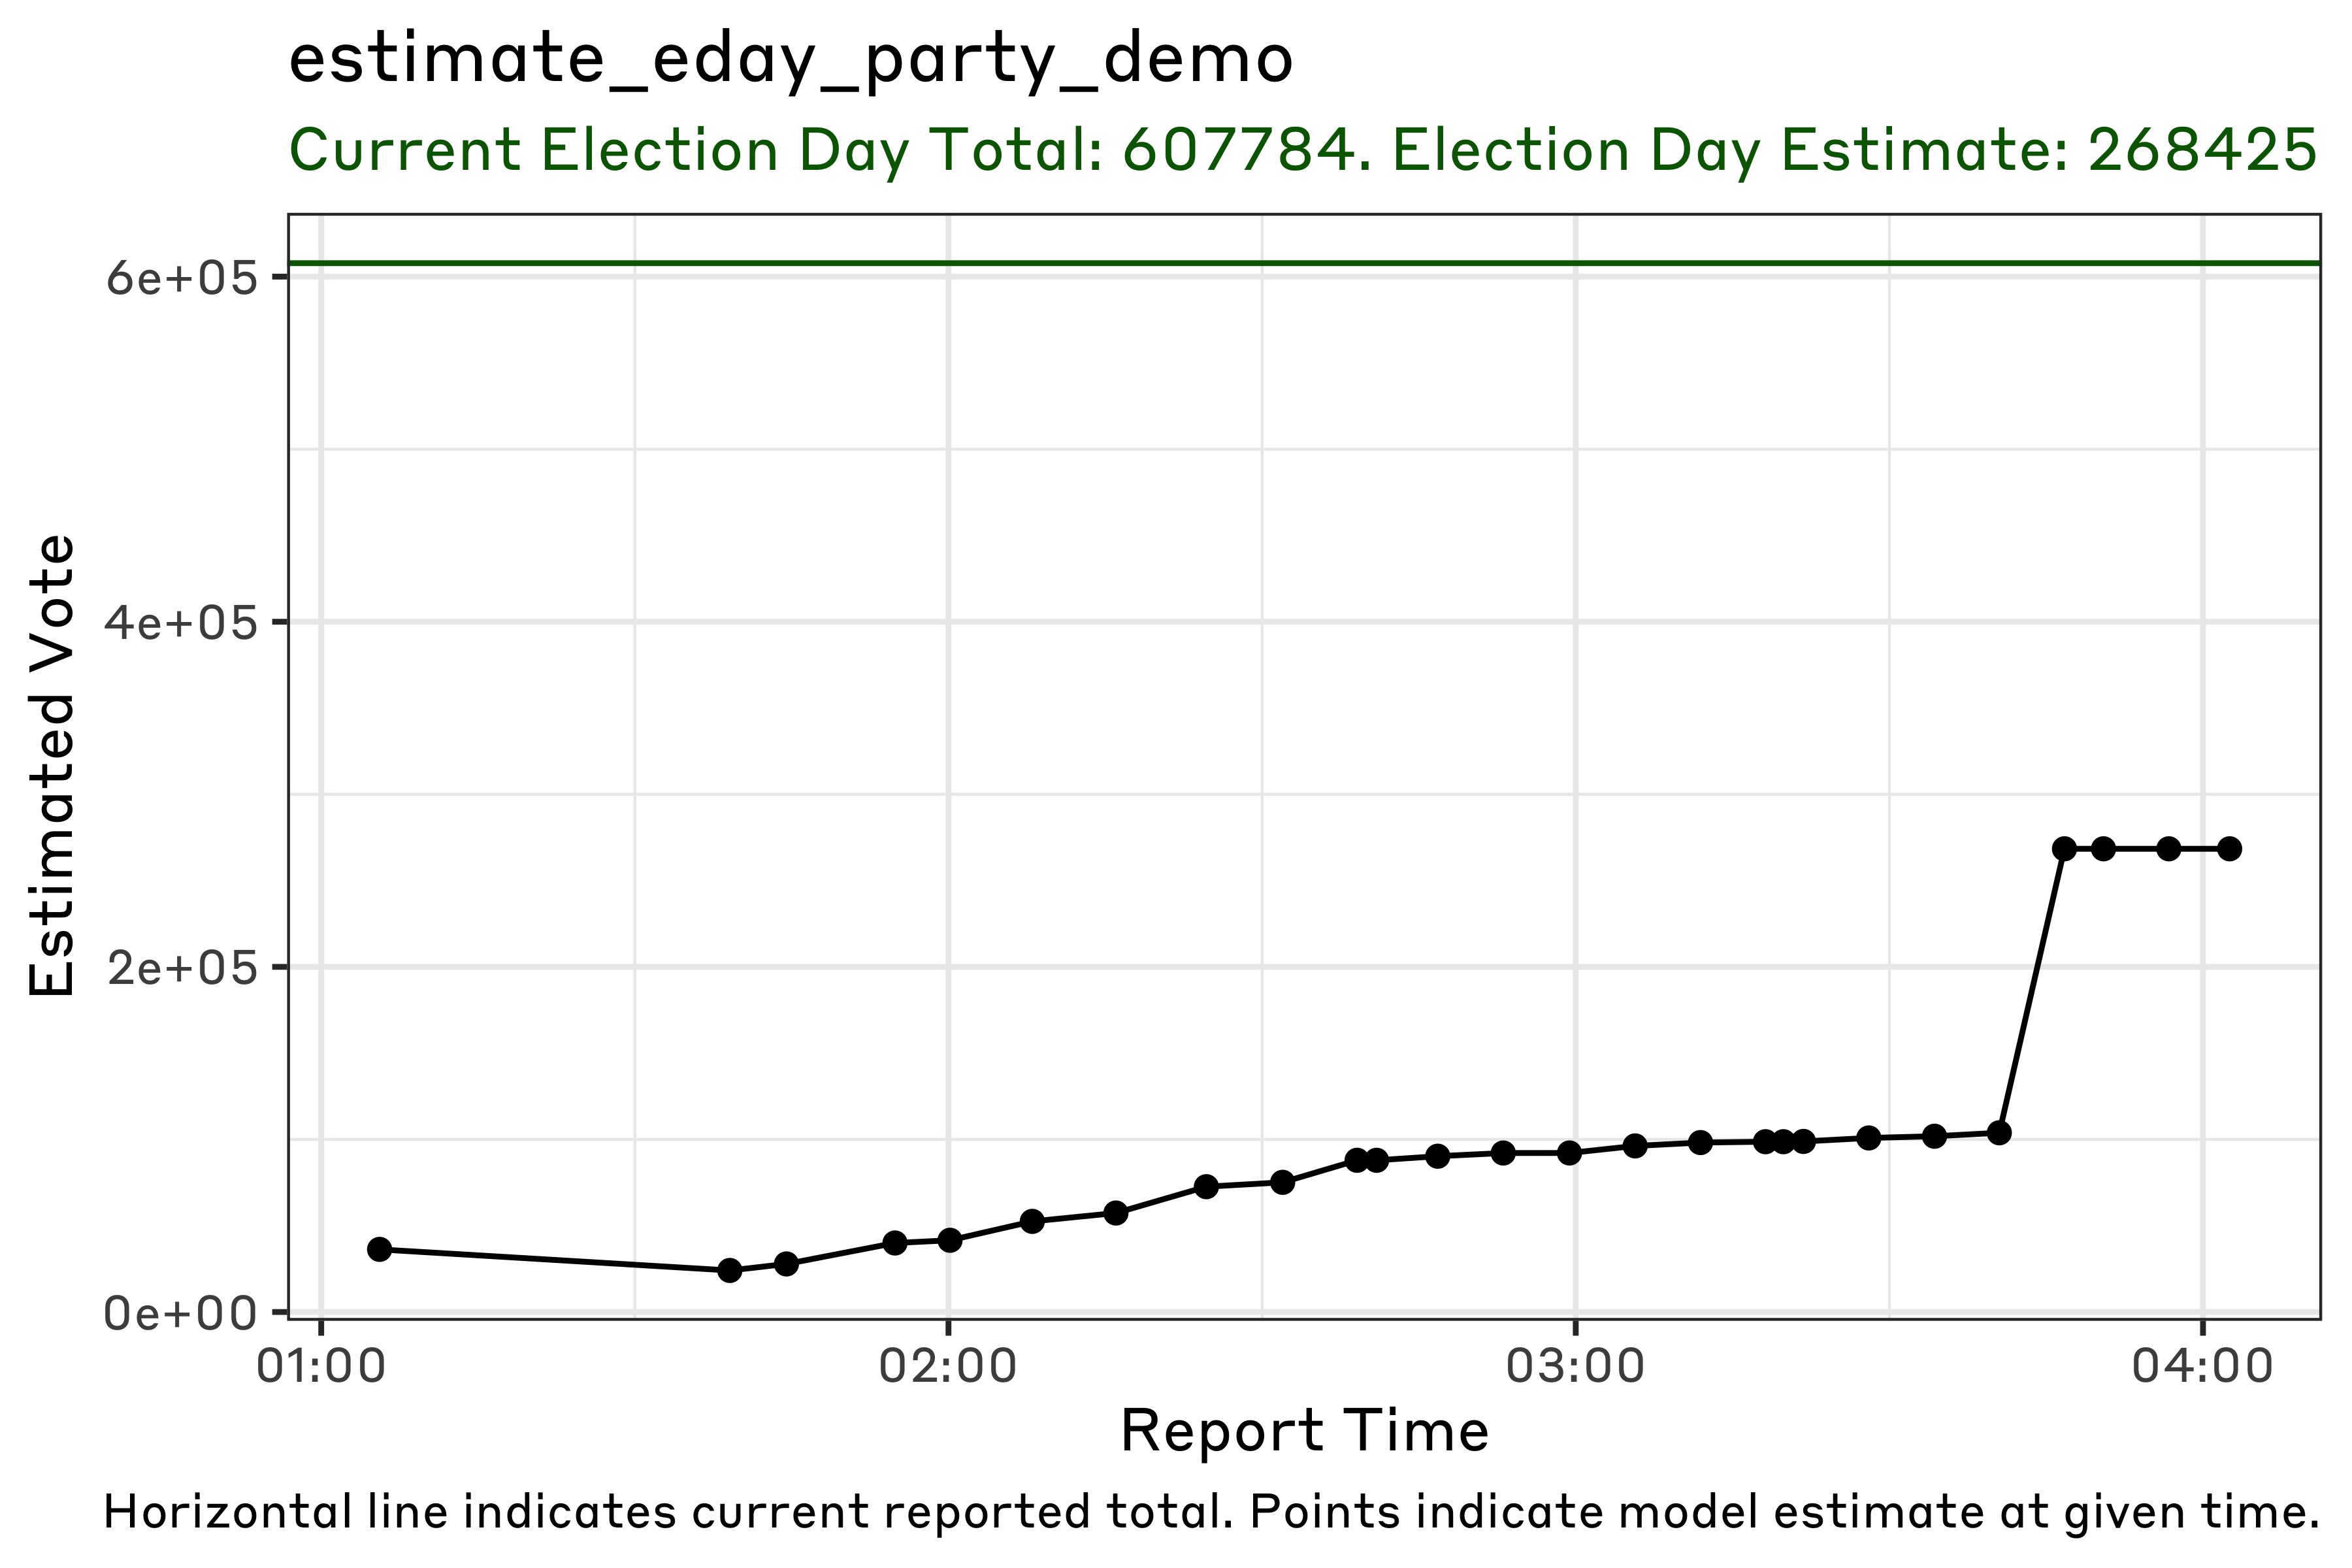 estimate_eday_party_demo
Current Election Day Total: 607784. Election Day Estimate: 268425
Estimated Vote
6e+05
4e+05
2e+05
0e+00
01:00 02:00 03:00 04:00
Report Time
Horizontal line indicates current reported total. Points indicate model estimate at given time.